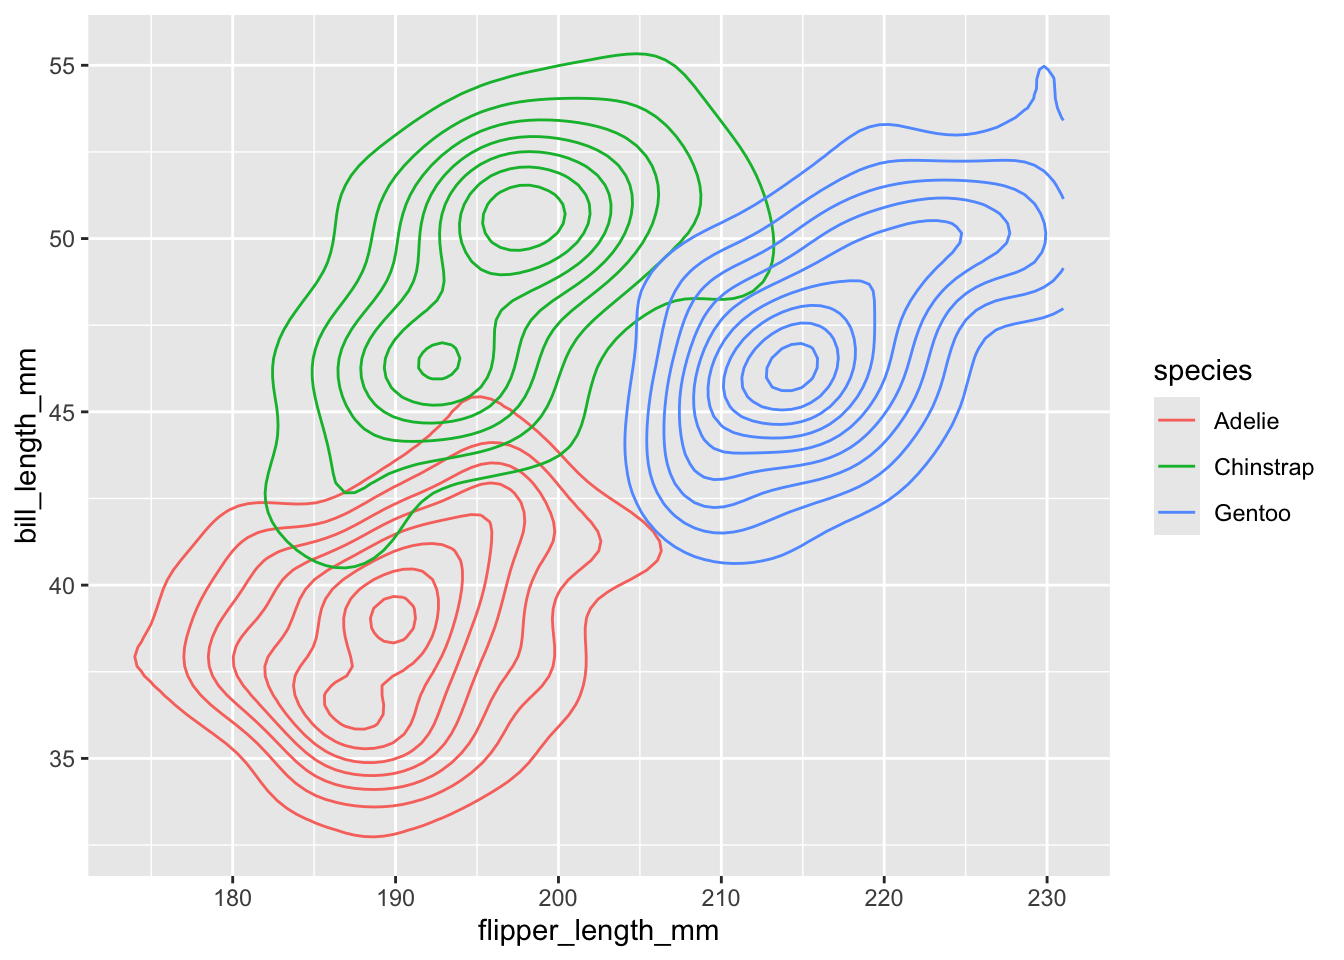 55
50
45
40
35
bill_length_mm
180 190 200 210 220 230
flipper_length_mm
species
Adelie
Chinstrap
Gentoo